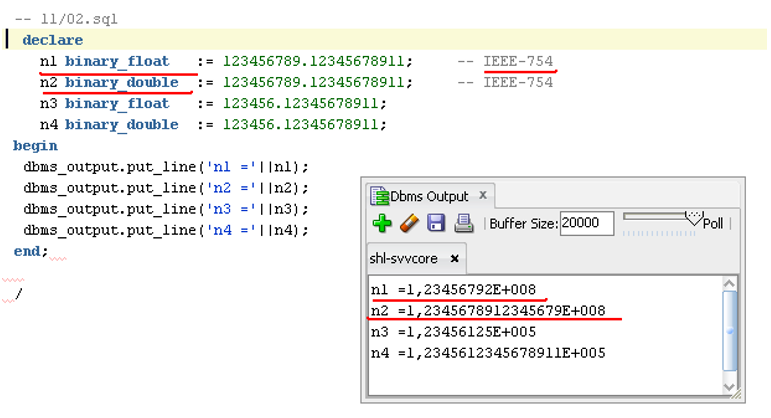 -- 11/02.sql
declare
n1 binary_float := 123456789.12345678911; -- IEEE-754
n2 binary_double := 123456789.12345678911; -- IEEE-754
n3 binary_float := 123456.12345678911;
n4 binary_double := 123456.12345678911;
begin
dbms_output.put_line('n1 ='||n1);
dbms_output.put_line('n2 ='||n2);
dbms_output.put_line('n3 ='||n3);
dbms_output.put_line('n4 ='||n4);
end;
/
Dbms Output x
Buffer Size: 20000 Poll
shl-svvcore x
n1 =1,23456792E+008
n2 =1,2345678912345679E+008
n3 =1,23456125E+005
n4 =1,2345612345678911E+005